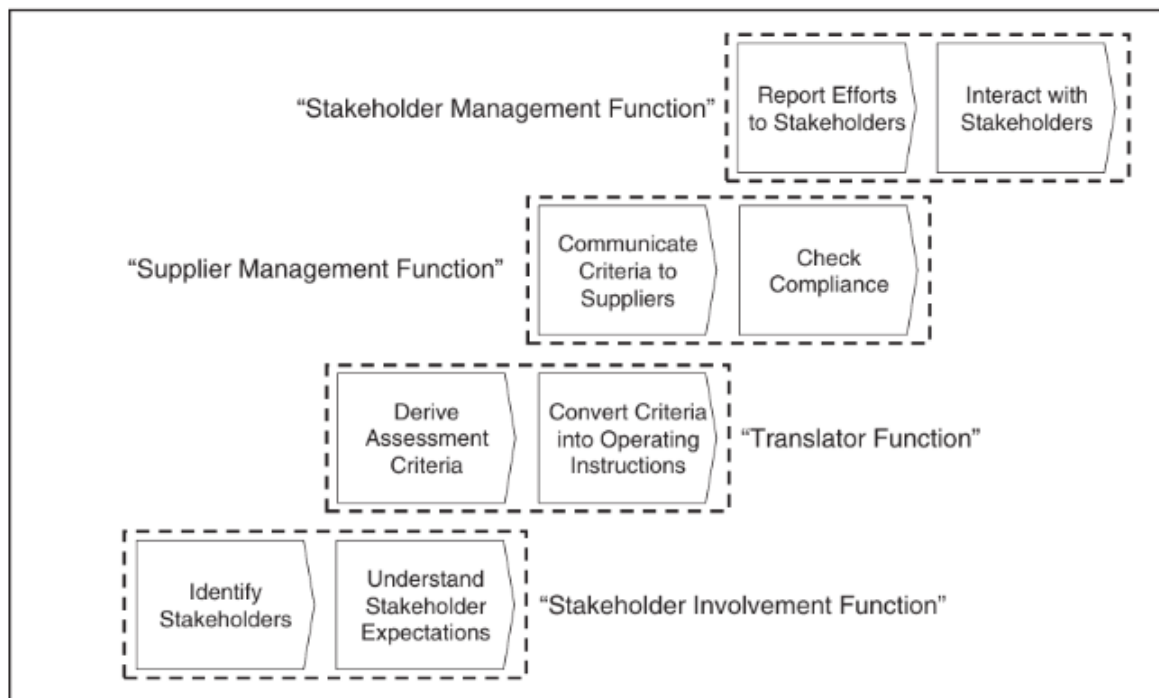 "Stakeholder Management Function"
Report Efforts
to Stakeholders
Interact with
Stakeholders
"Supplier Management Function"
Communicate
Criteria to
Suppliers
Check
Compliance
Derive
Assessment
Criteria
Convert Criteria
into Operating
Instructions
"Translator Function"
Identify
Stakeholders
Understand
Stakeholder
Expectations
"Stakeholder Involvement Function"